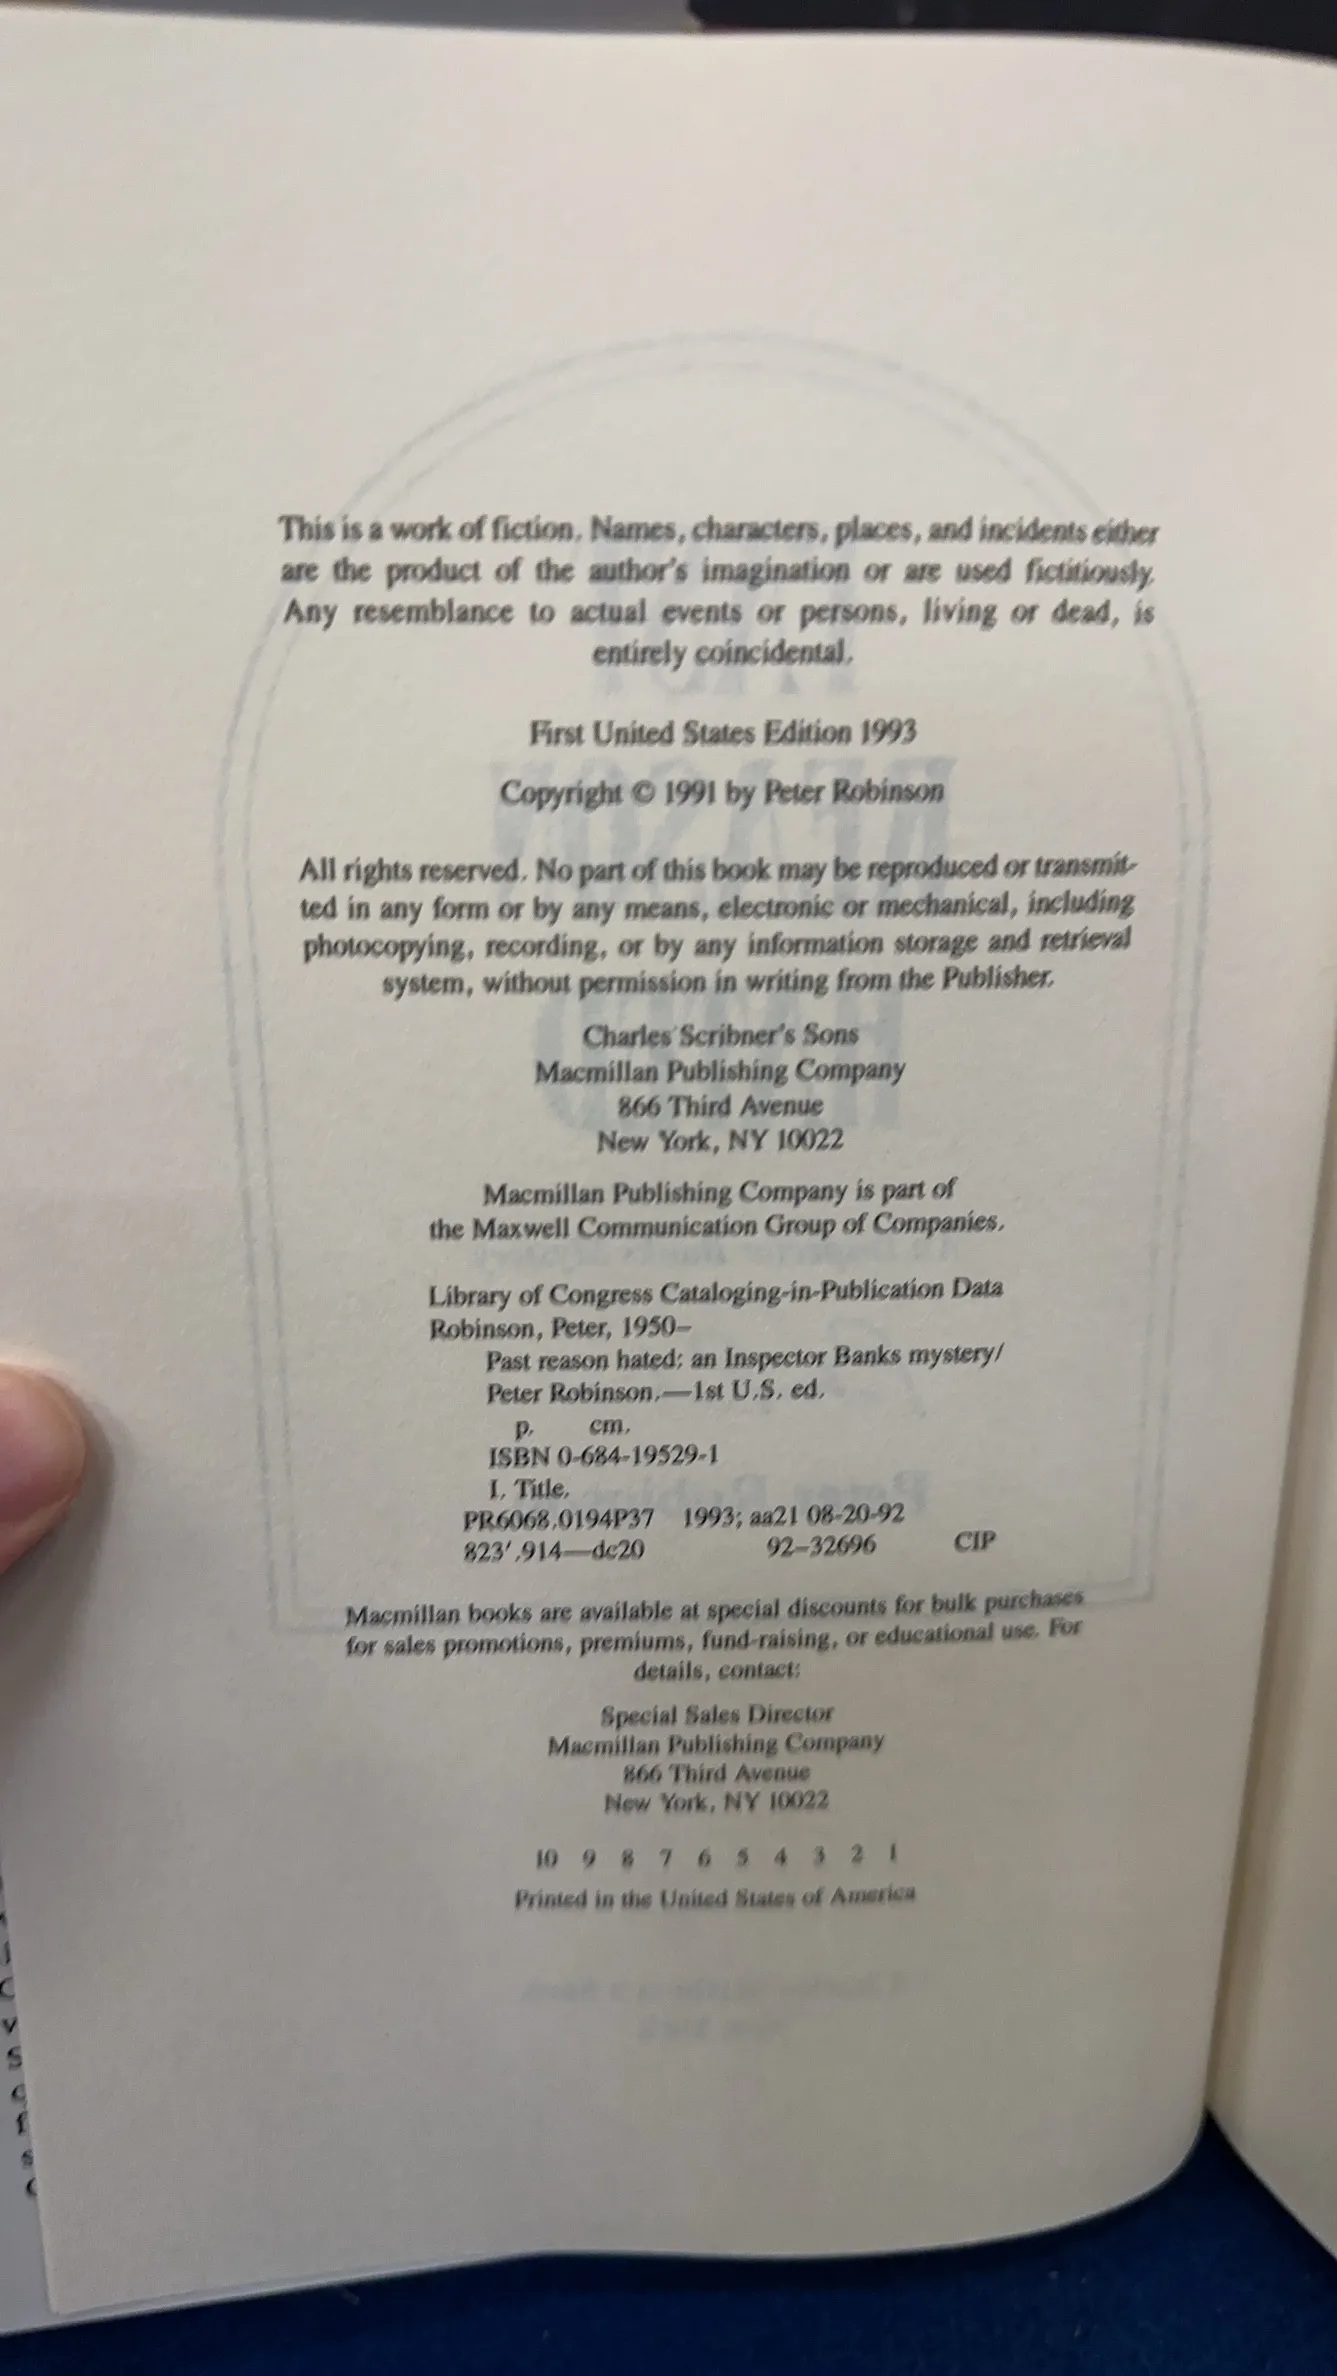 This is a work of fiction. Names, characters, places, and incidents either
are the product of the author's imagination or are used fictitiously.
Any resemblance to actual events or persons, living or dead, is
entirely coincidental.
First United States Edition 1993
Copyright © 1991 by Peter Robinson
All rights reserved. No part of this book may be reproduced or transmit-
ted in any form or by any means, electronic or mechanical, including
photocopying, recording, or by any information storage and retrieval
system, without permission in writing from the Publisher.
Charles Scribner's Sons
Macmillan Publishing Company
866 Third Avenue
New York, NY 10022
Macmillan Publishing Company is part of
the Maxwell Communication Group of Companies.
Library of Congress Cataloging-in-Publication Data
Robinson, Peter, 1950–
Past reason hated: an Inspector Banks mystery/
Peter Robinson.—1st U.S. ed.
p. cm.
ISBN 0-684-19529-1
I. Title.
PR6068.0194P37 1993; aa21 08-20-92
823'.914—dc20 92–32696 CIP
Macmillan books are available at special discounts for bulk purchases
for sales promotions, premiums, fund-raising, or educational use. For
details, contact:
Special Sales Director
Macmillan Publishing Company
866 Third Avenue
New York, NY 10022
10 9 8 7 6 5 4 3 2 1
Printed in the United States of America